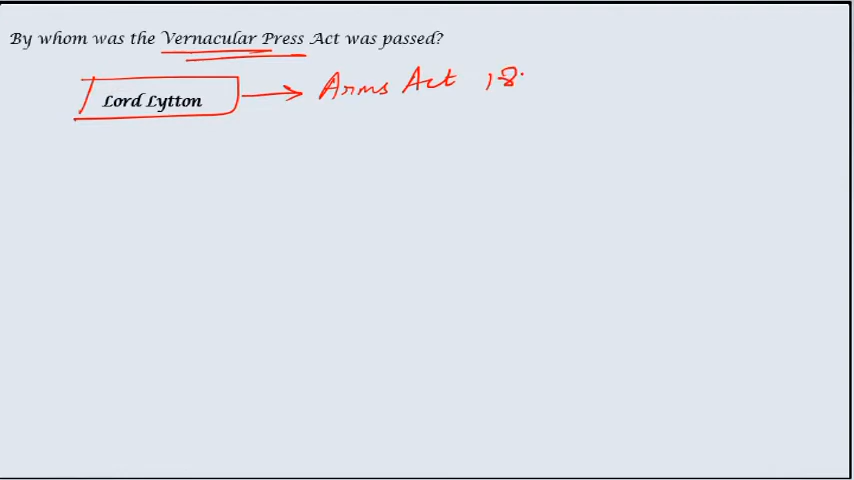 By whom was the Vernacular Press Act was passed?
Lord Lytton → Arms Act 18